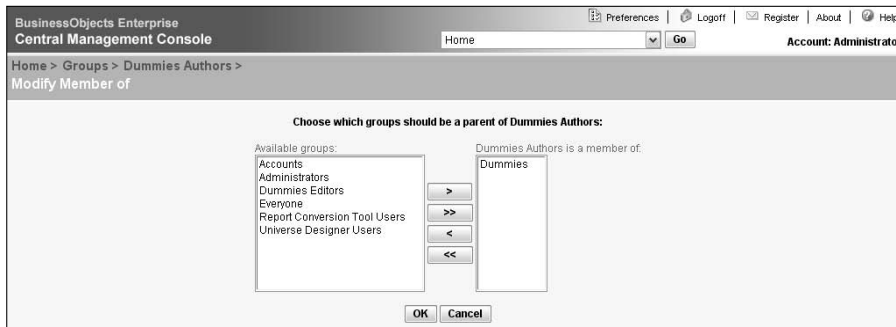 BusinessObjects Enterprise
Central Management Console
Preferences | Logoff | Register | About | Help
Home Go
Account: Administrato
Home > Groups > Dummies Authors >
Modify Member of
Choose which groups should be a parent of Dummies Authors:
Available groups:
Accounts
Administrators
Dummies Editors
Everyone
Report Conversion Tool Users
Universe Designer Users
>
>>
<
<<
Dummies Authors is a member of:
Dummies
OK Cancel